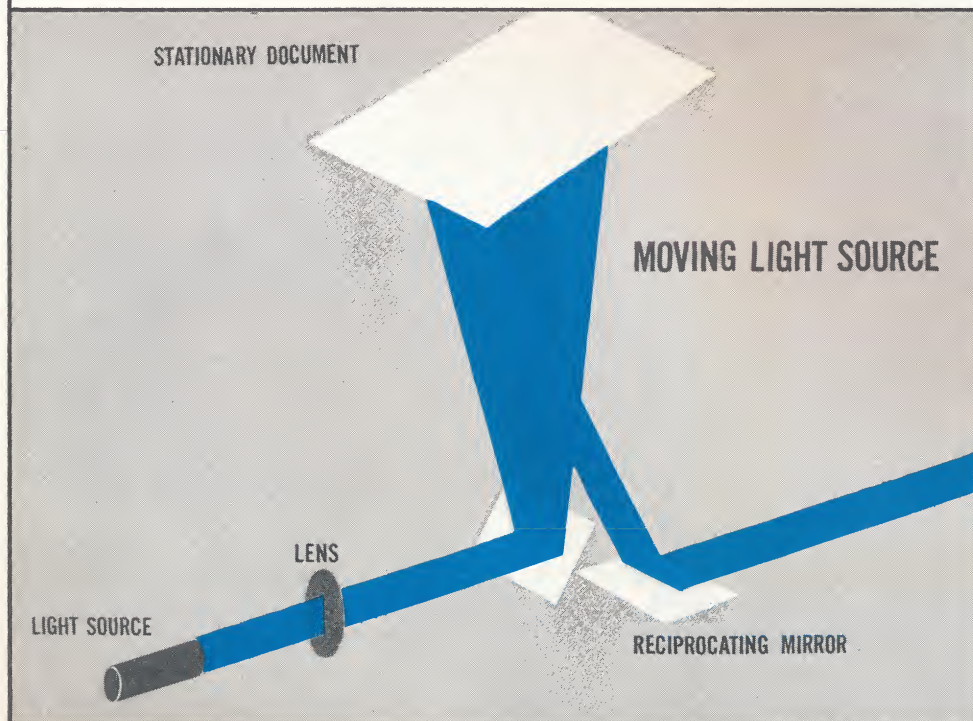 STATIONARY DOCUMENT
MOVING LIGHT SOURCE
LENS
LIGHT SOURCE
RECIPROCATING MIRROR